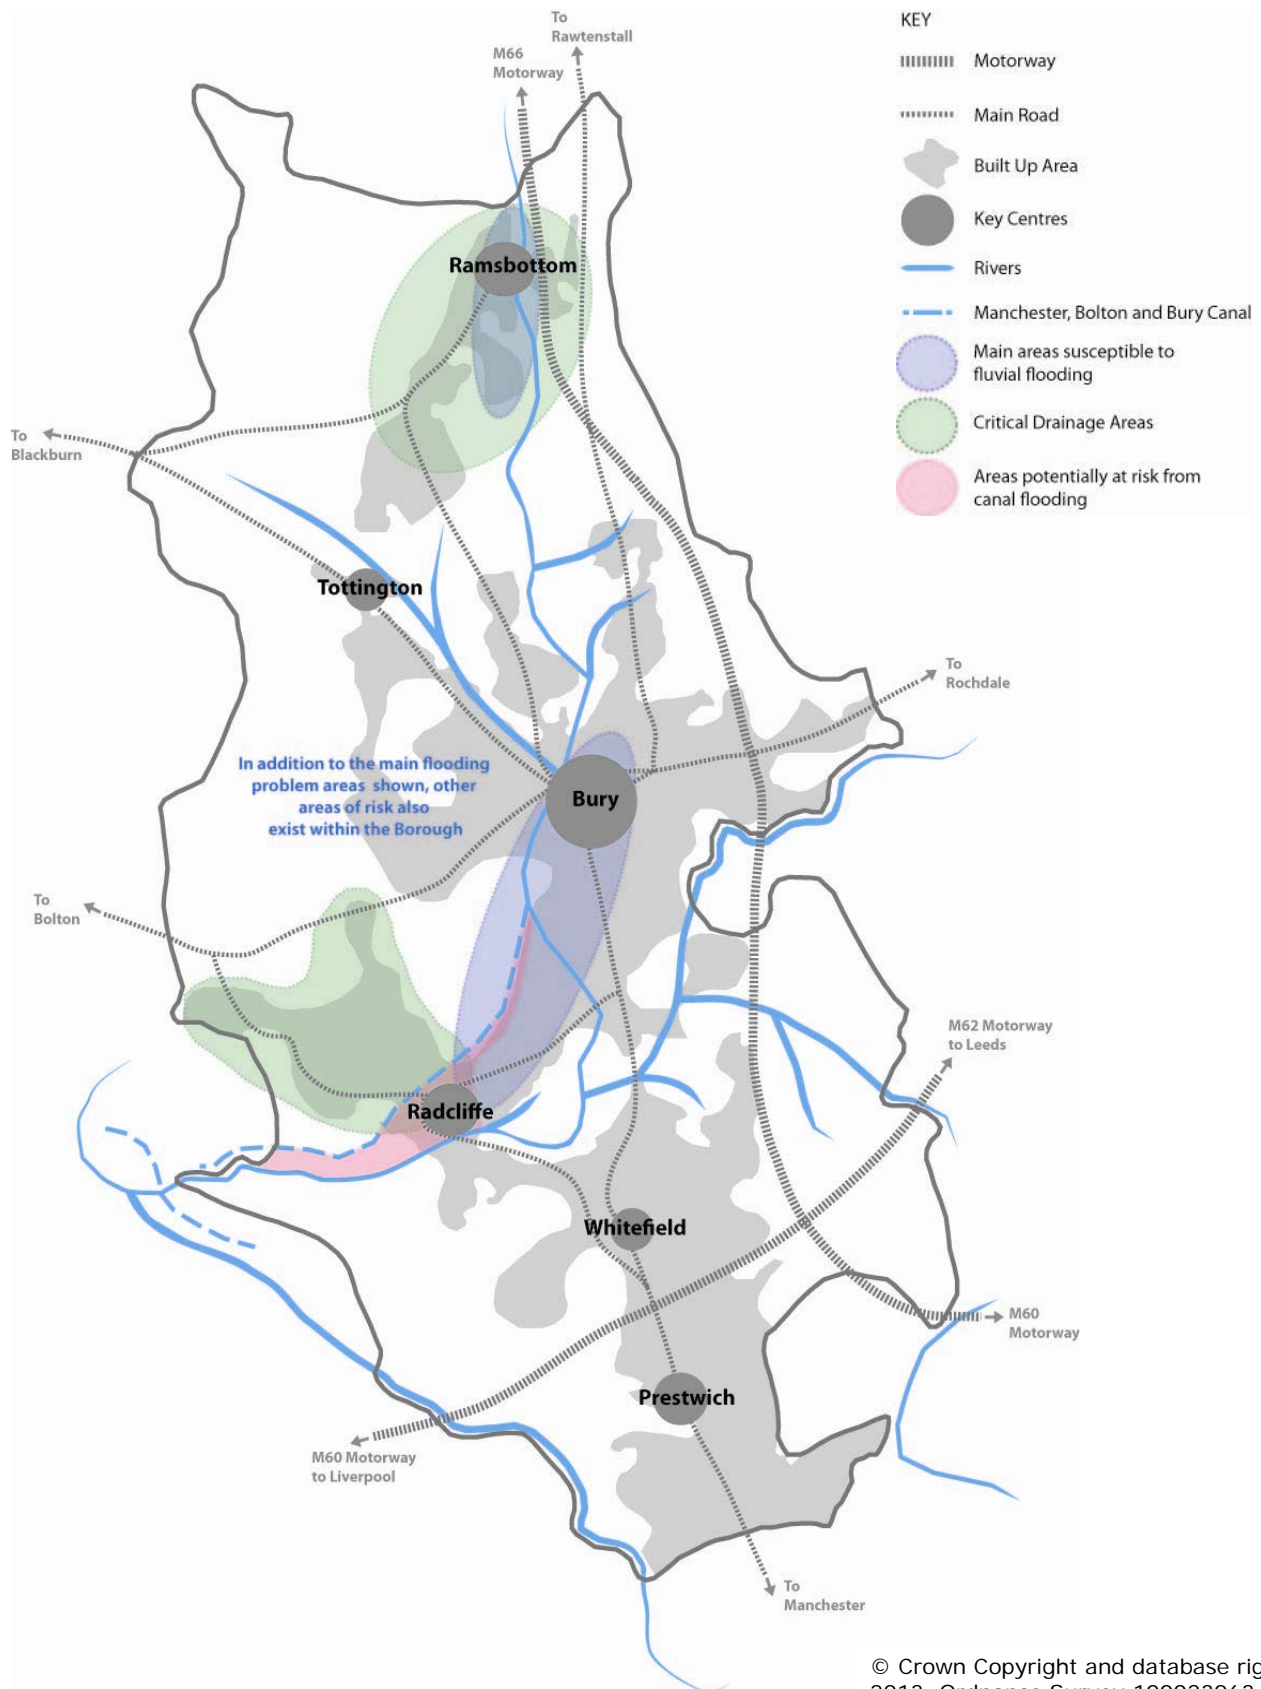 To
Rawtenstall
M66
Motorway
KEY
Motorway
Main Road
Built Up Area
Key Centres
Rivers
Manchester, Bolton and Bury Canal
Main areas susceptible to
fluvial flooding
Critical Drainage Areas
Areas potentially at risk from
canal flooding
Ramsbottom
To
Blackburn
Tottington
To
Rochdale
In addition to the main flooding
problem areas shown, other
areas of risk also
exist within the Borough
Bury
To
Bolton
M62 Motorway
to Leeds
Radcliffe
Whitefield
M60
Motorway
Prestwich
M60 Motorway
to Liverpool
To
Manchester
© Crown Copyright and database